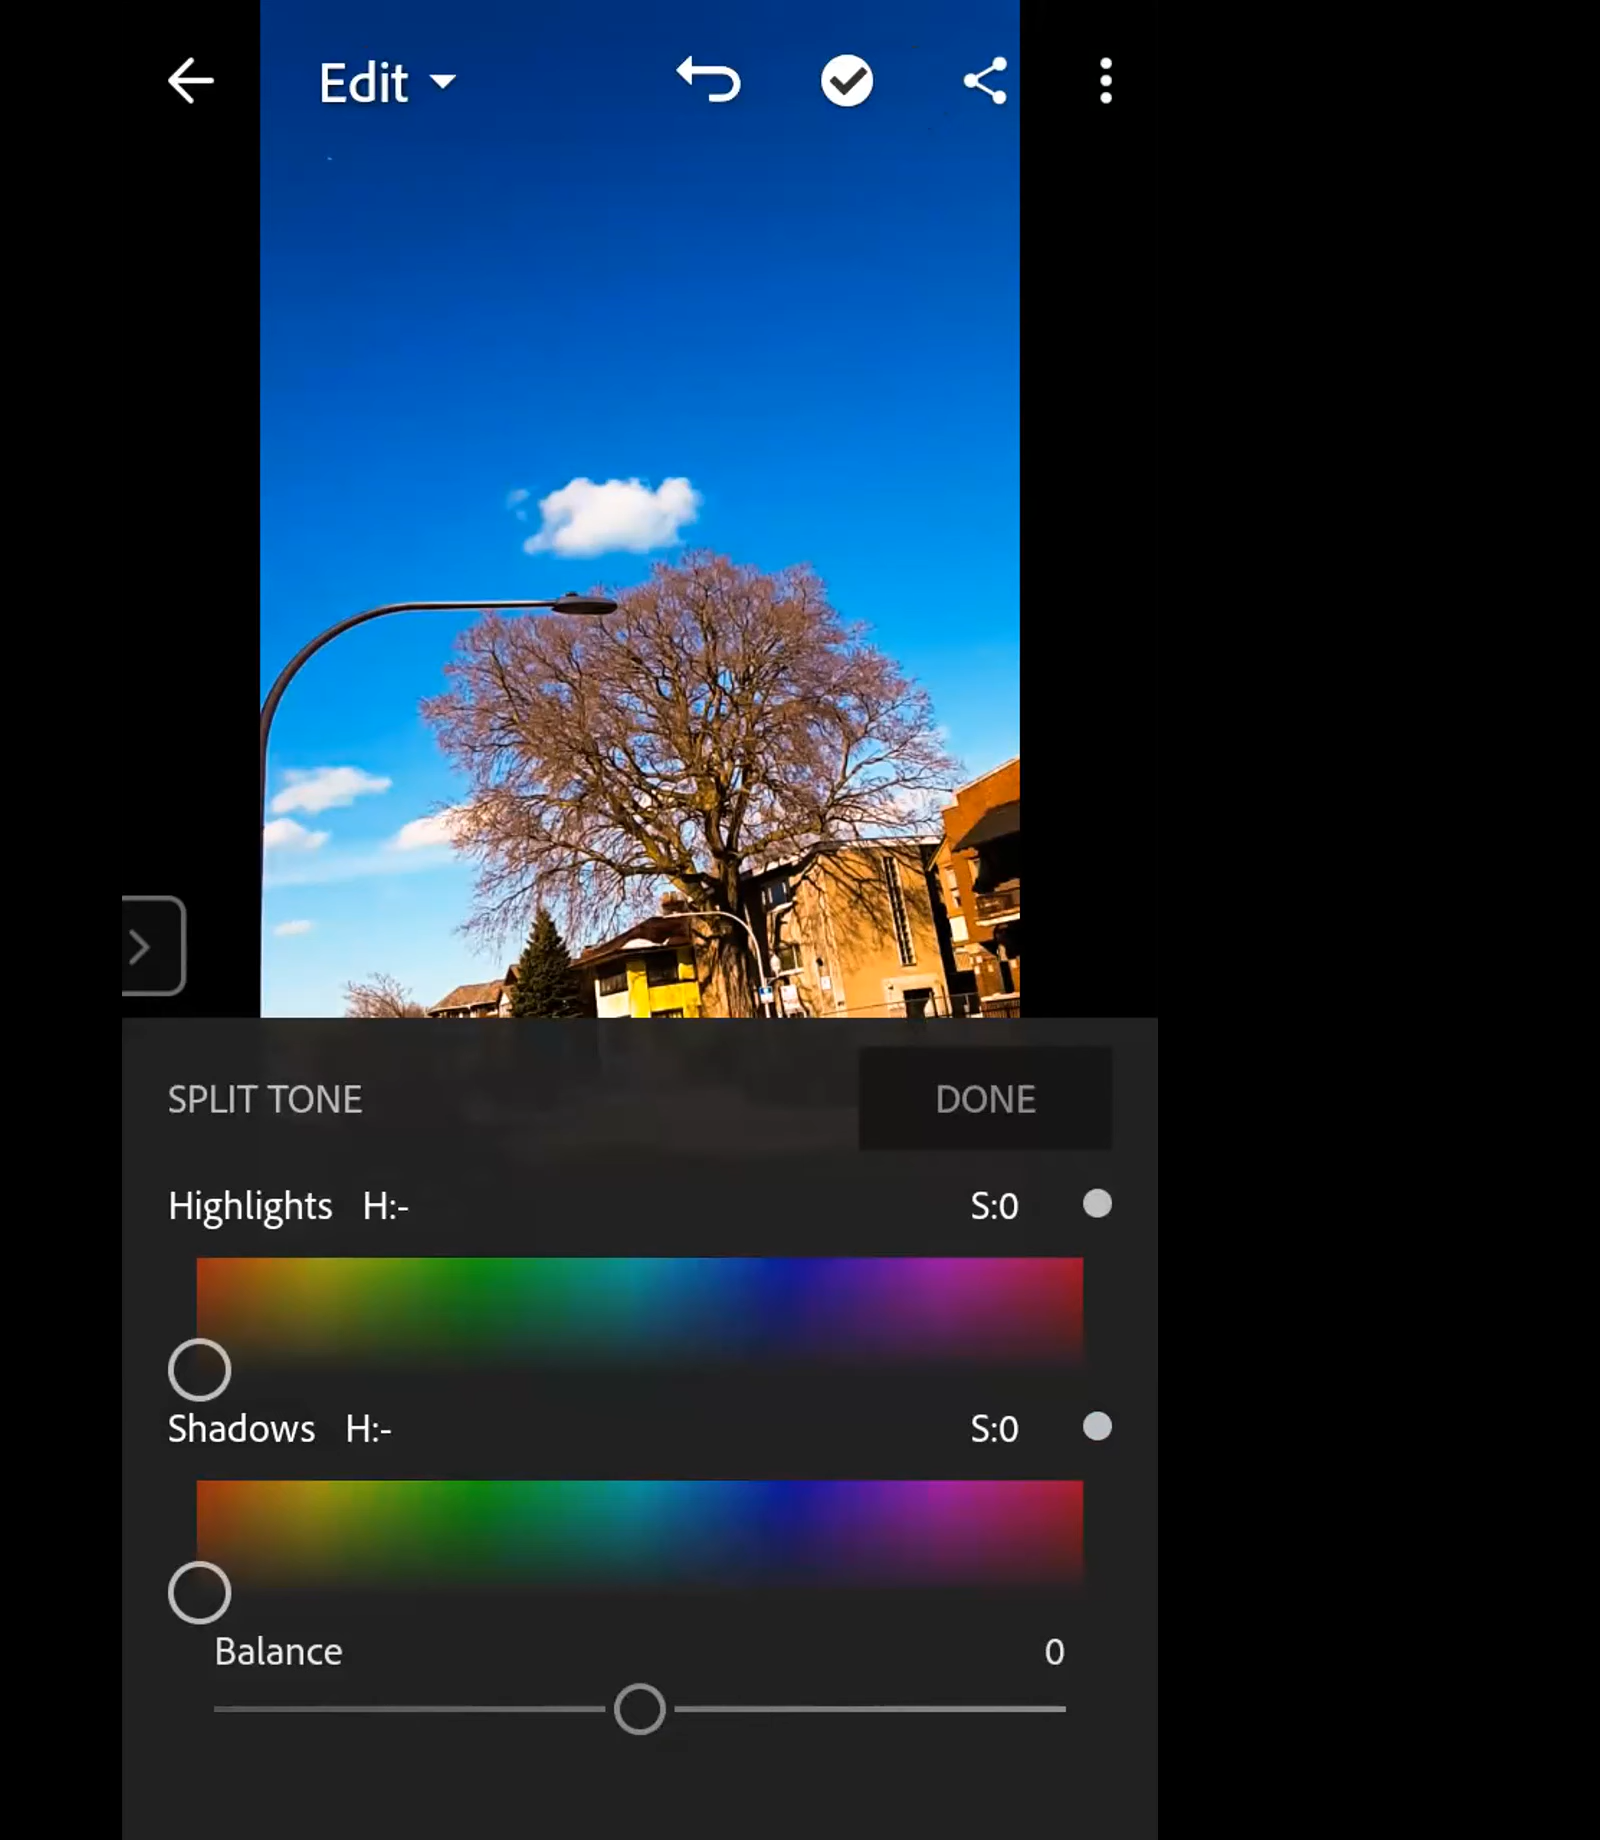 Edit
SPLIT TONE
DONE
Highlights H:- S:0
Shadows H:- S:0
Balance 0